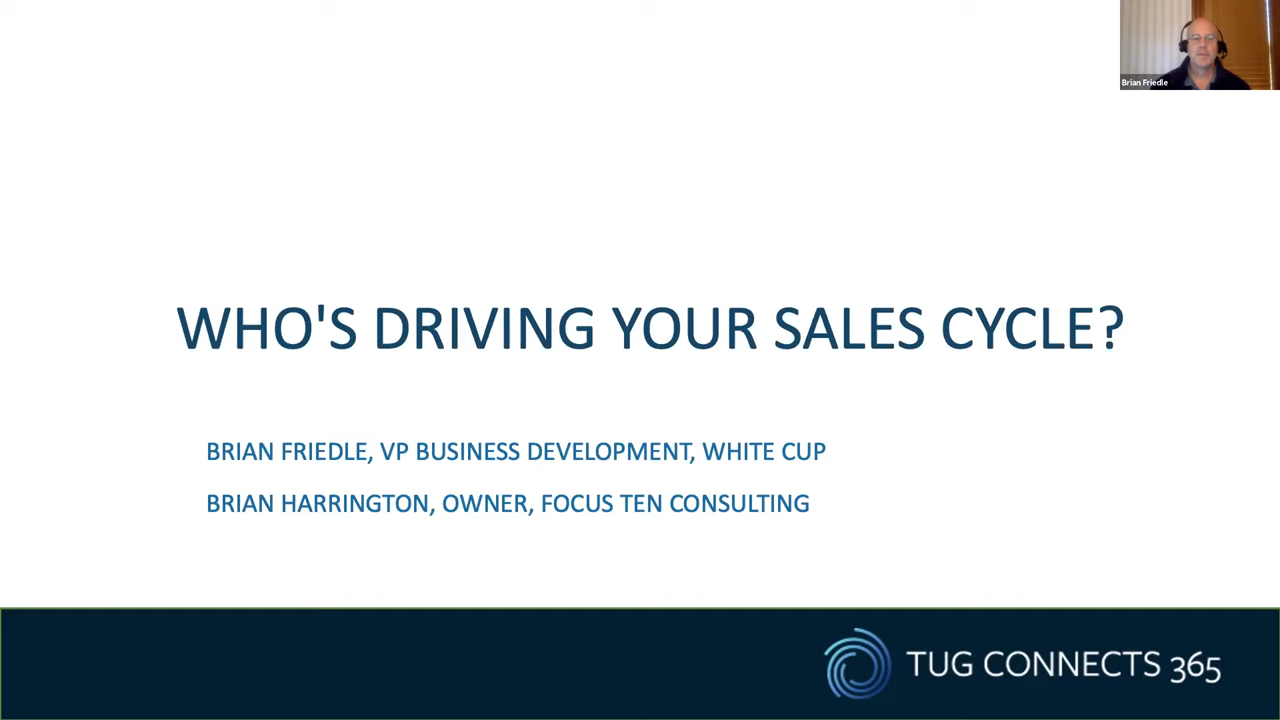 Brian Friedle
WHO'S DRIVING YOUR SALES CYCLE?
BRIAN FRIEDLE, VP BUSINESS DEVELOPMENT, WHITE CUP
BRIAN HARRINGTON, OWNER, FOCUS TEN CONSULTING
TUG CONNECTS 365